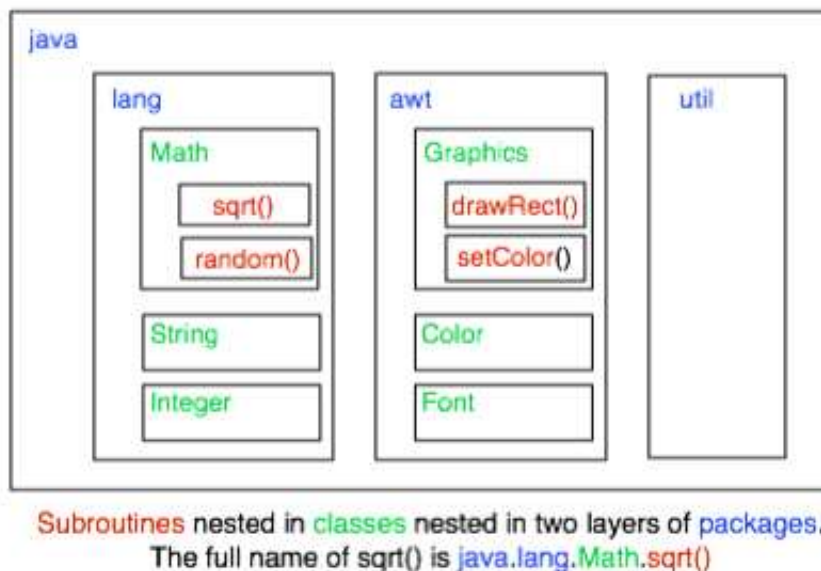 java
lang
awt
util
Math
Graphics
sqrt()
drawRect()
random()
setColor()
String
Color
Integer
Font
Subroutines nested in classes nested in two layers of packages.
The full name of sqrt() is java.lang.Math.sqrt()